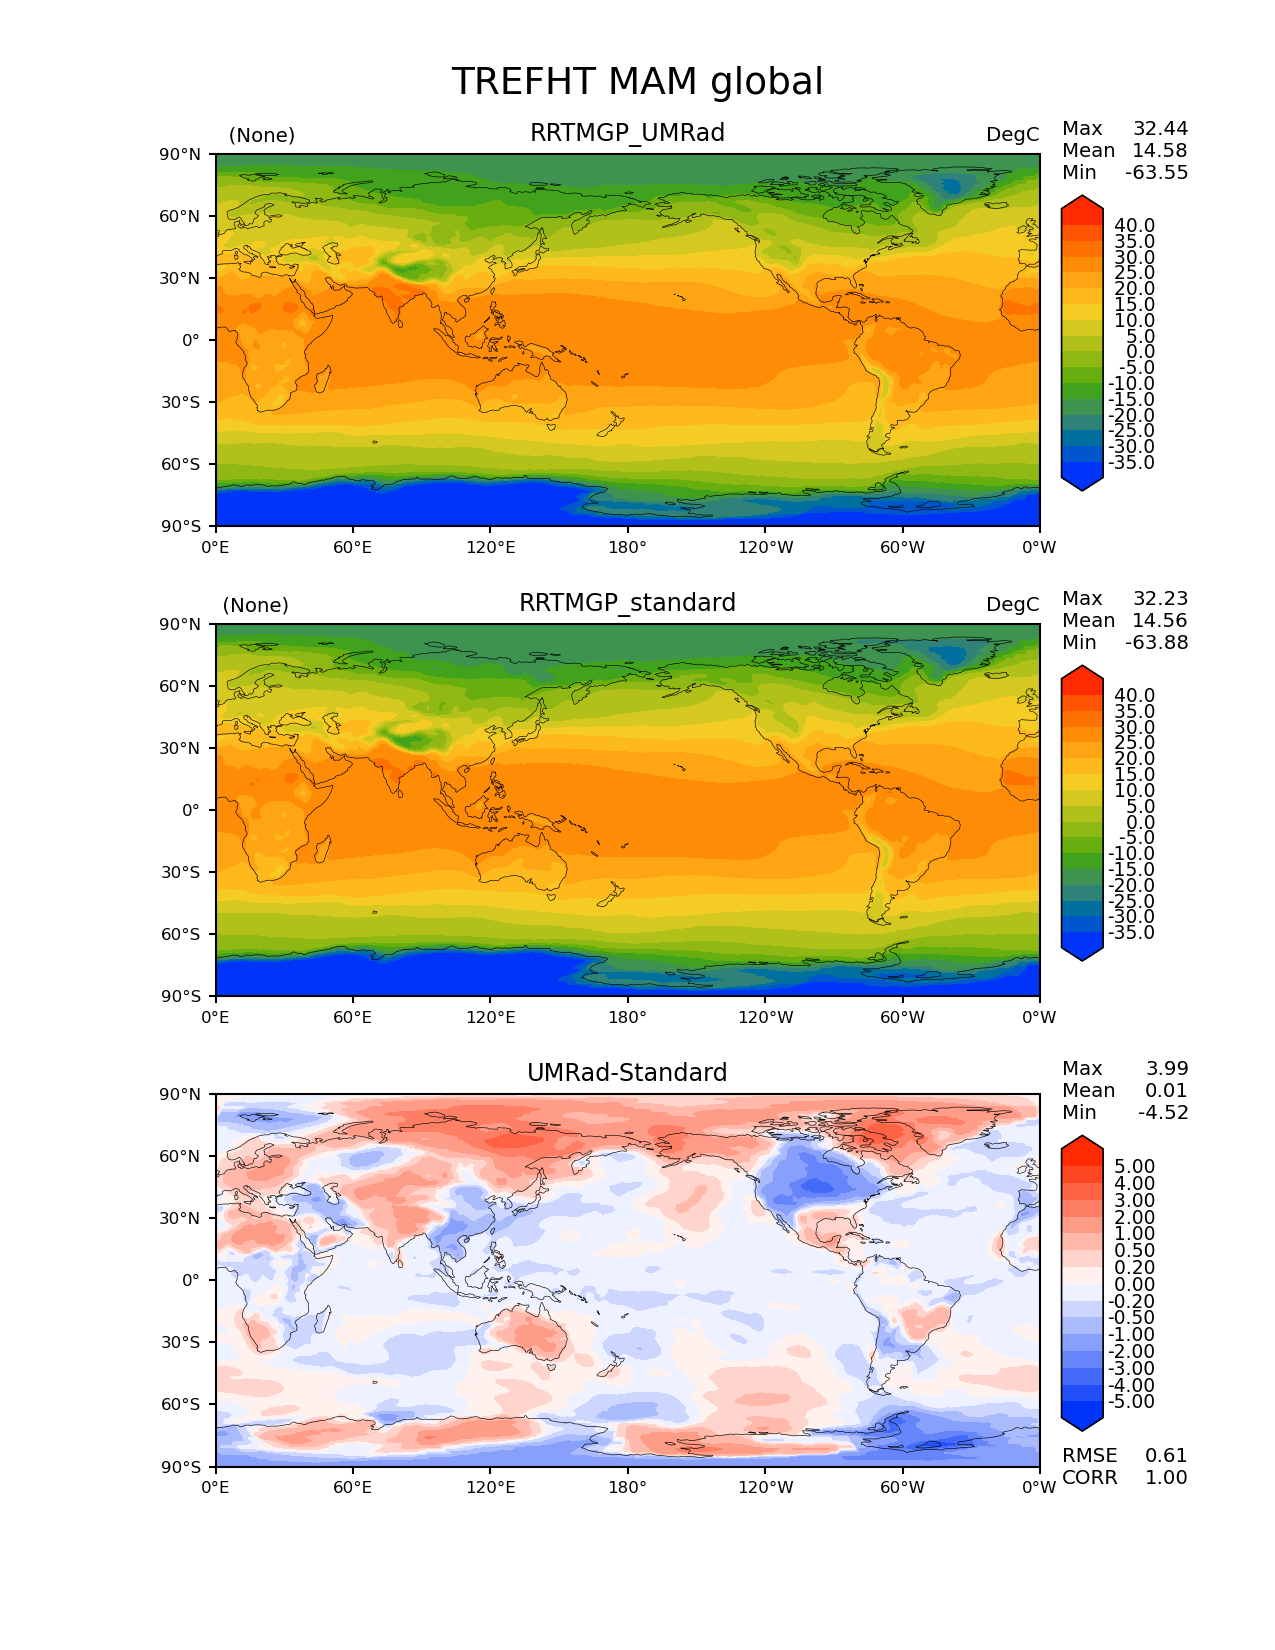 TREFHT MAM global
(None) RRTMGP_UMRad DegC
Max 32.44
Mean 14.58
Min -63.55
90°N
60°N
30°N
0°
30°S
60°S
90°S
0°E 60°E 120°E 180° 120°W 60°W 0°W
40.0
35.0
30.0
25.0
20.0
15.0
10.0
5.0
0.0
-5.0
-10.0
-15.0
-20.0
-25.0
-30.0
-35.0
(None) RRTMGP_standard DegC
Max 32.23
Mean 14.56
Min -63.88
90°N
60°N
30°N
0°
30°S
60°S
90°S
0°E 60°E 120°E 180° 120°W 60°W 0°W
40.0
35.0
30.0
25.0
20.0
15.0
10.0
5.0
0.0
-5.0
-10.0
-15.0
-20.0
-25.0
-30.0
-35.0
UMRad-Standard
Max 3.99
Mean 0.01
Min -4.52
90°N
60°N
30°N
0°
30°S
60°S
90°S
0°E 60°E 120°E 180° 120°W 60°W 0°W
5.00
4.00
3.00
2.00
1.00
0.50
0.20
0.00
-0.20
-0.50
-1.00
-2.00
-3.00
-4.00
-5.00
RMSE 0.61
CORR 1.00